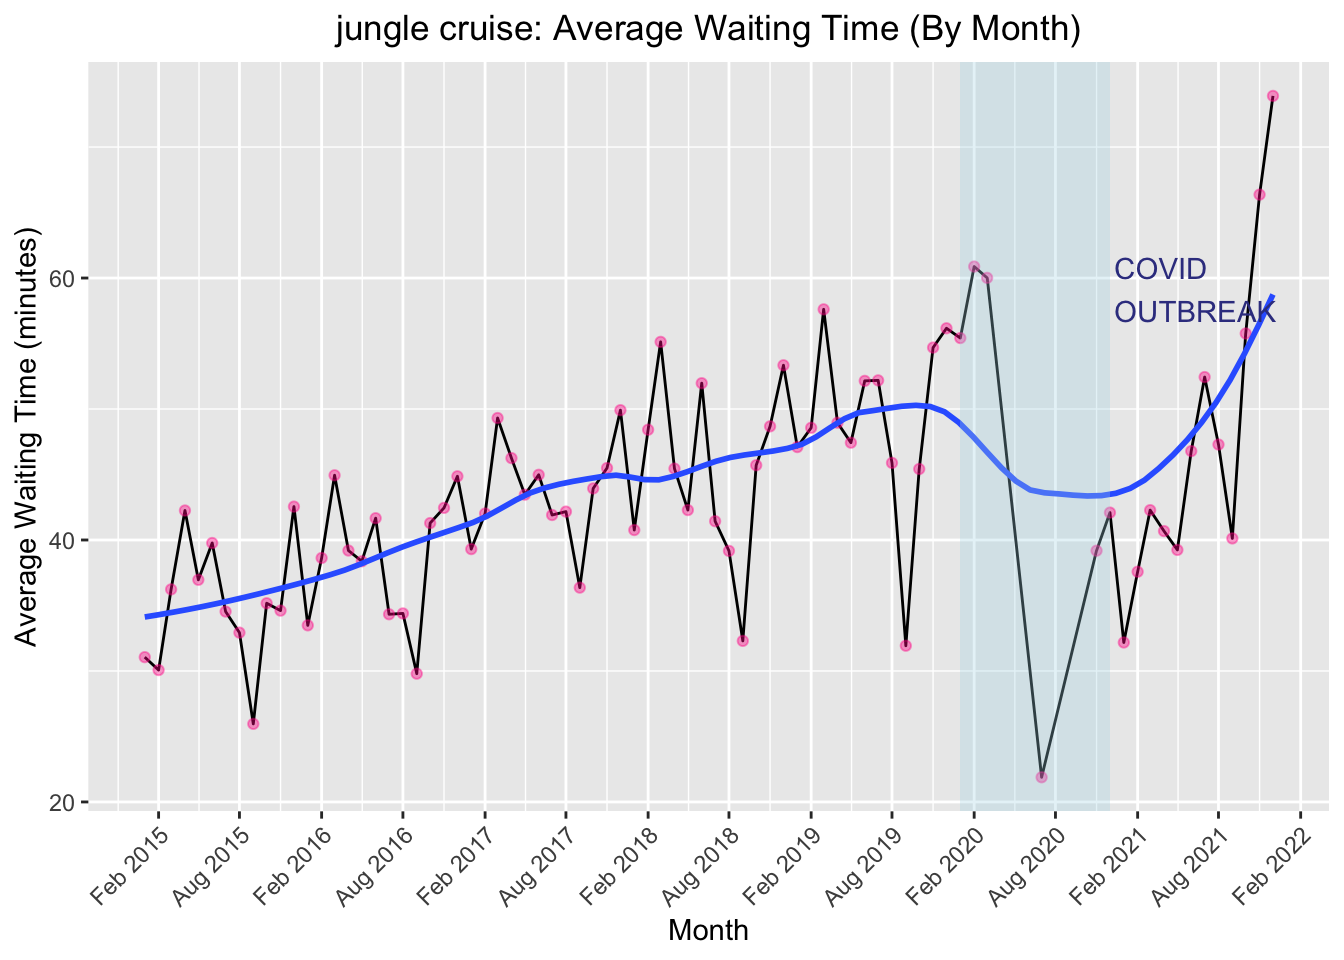 jungle cruise: Average Waiting Time (By Month)
Average Waiting Time (minutes)
60
40
20
COVID
OUTBREAK
Feb 2015
Aug 2015
Feb 2016
Aug 2016
Feb 2017
Aug 2017
Feb 2018
Aug 2018
Feb 2019
Aug 2019
Feb 2020
Aug 2020
Feb 2021
Aug 2021
Feb 2022
Month